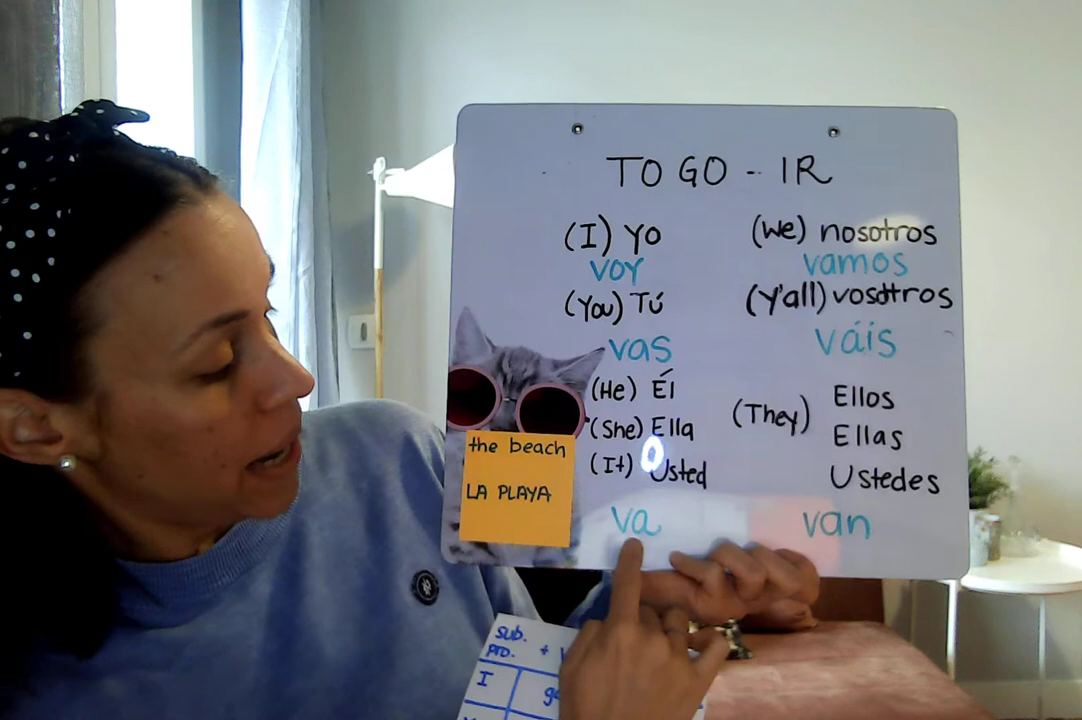 TO GO - IR
(I) Yo
voy
(You) Tú
vas
(He) Él
(She) Ella
(It) Usted
va
(we) nosotros
vamos
(y'all) vosotros
váis
(They)
Ellos
Ellas
Ustedes
van
the beach
LA PLAYA
sub.
pro. +
I